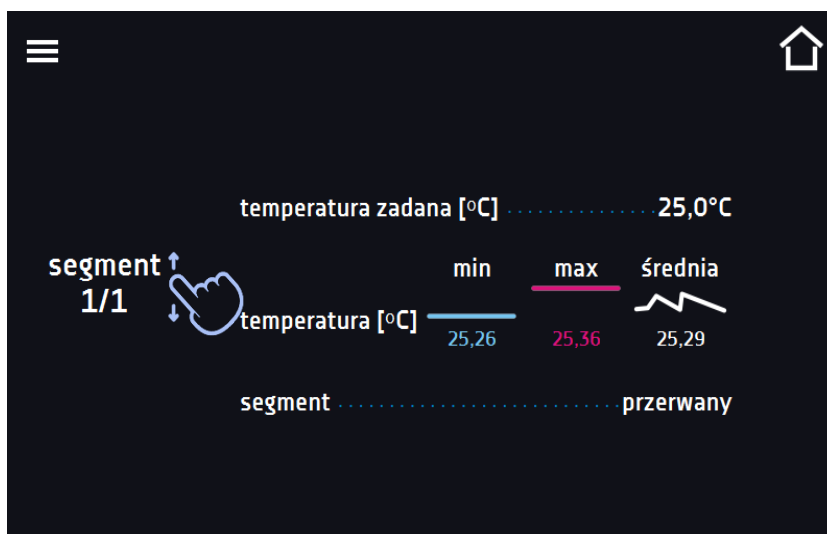 temperatura zadana [°C] ............... 25,0°C
segment
1/1
min max średnia
temperatura [°C]
25,26 25,36 25,29
segment ............................ przerwany